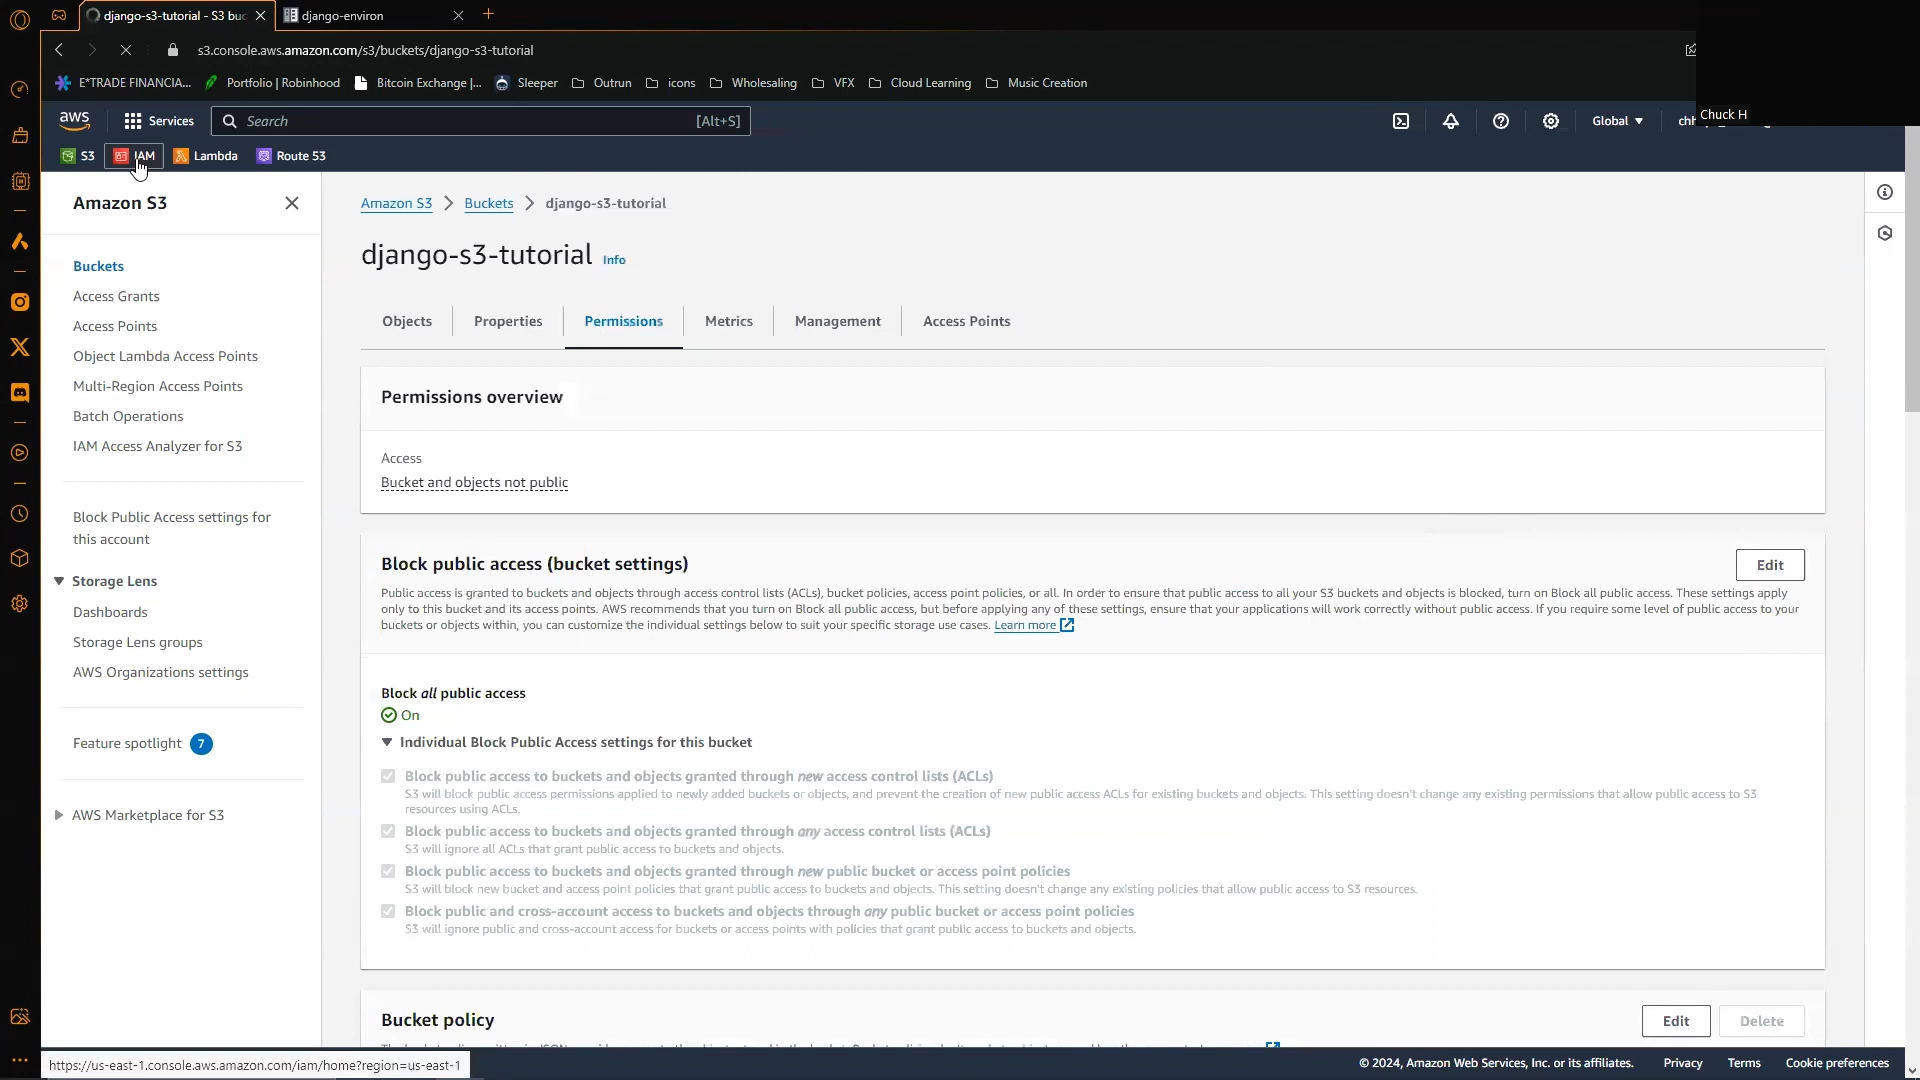 django-s3-tutorial - S3 buc
django-environ
s3.console.aws.amazon.com/s3/buckets/django-s3-tutorial
E*TRADE FINANCIA...
Portfolio | Robinhood
Bitcoin Exchange |...
Sleeper
Outrun
icons
Wholesaling
VFX
Cloud Learning
Music Creation
Chuck H
aws
Services
Search
[Alt+S]
Global
S3
IAM
Lambda
Route 53
Amazon S3
Buckets
Access Grants
Access Points
Object Lambda Access Points
Multi-Region Access Points
Batch Operations
IAM Access Analyzer for S3
Block Public Access settings for
this account
Storage Lens
Dashboards
Storage Lens groups
AWS Organizations settings
Feature spotlight 7
AWS Marketplace for S3
Amazon S3 > Buckets > django-s3-tutorial
django-s3-tutorial Info
Objects
Properties
Permissions
Metrics
Management
Access Points
Permissions overview
Access
Bucket and objects not public
Block public access (bucket settings)
Edit
Public access is granted to buckets and objects through access control lists (ACLs), bucket policies, access point policies, or all. In order to ensure that public access to all your S3 buckets and objects is blocked, turn on Block all public access. These settings apply
only to this bucket and its access points. AWS recommends that you turn on Block all public access, but before applying any of these settings, ensure that your applications will work correctly without public access. If you require some level of public access to your
buckets or objects within, you can customize the individual settings below to suit your specific storage use cases. Learn more
Block all public access
On
Individual Block Public Access settings for this bucket
Block public access to buckets and objects granted through new access control lists (ACLs)
S3 will block public access permissions applied to newly added buckets or objects, and prevent the creation of new public access ACLs for existing buckets and objects. This setting doesn't change any existing permissions that allow public access to S3
resources using ACLs.
Block public access to buckets and objects granted through any access control lists (ACLs)
S3 will ignore all ACLs that grant public access to buckets and objects.
Block public access to buckets and objects granted through new public bucket or access point policies
S3 will block new bucket and access point policies that grant public access to buckets and objects. This setting doesn't change any existing policies that allow public access to S3 resources.
Block public and cross-account access to buckets and objects through any public bucket or access point policies
S3 will ignore public and cross-account access for buckets or access points with policies that grant public access to buckets and objects.
Bucket policy
Edit
Delete
https://us-east-1.console.aws.amazon.com/iam/home?region=us-east-1
© 2024, Amazon Web Services, Inc. or its affiliates.
Privacy
Terms
Cookie preferences